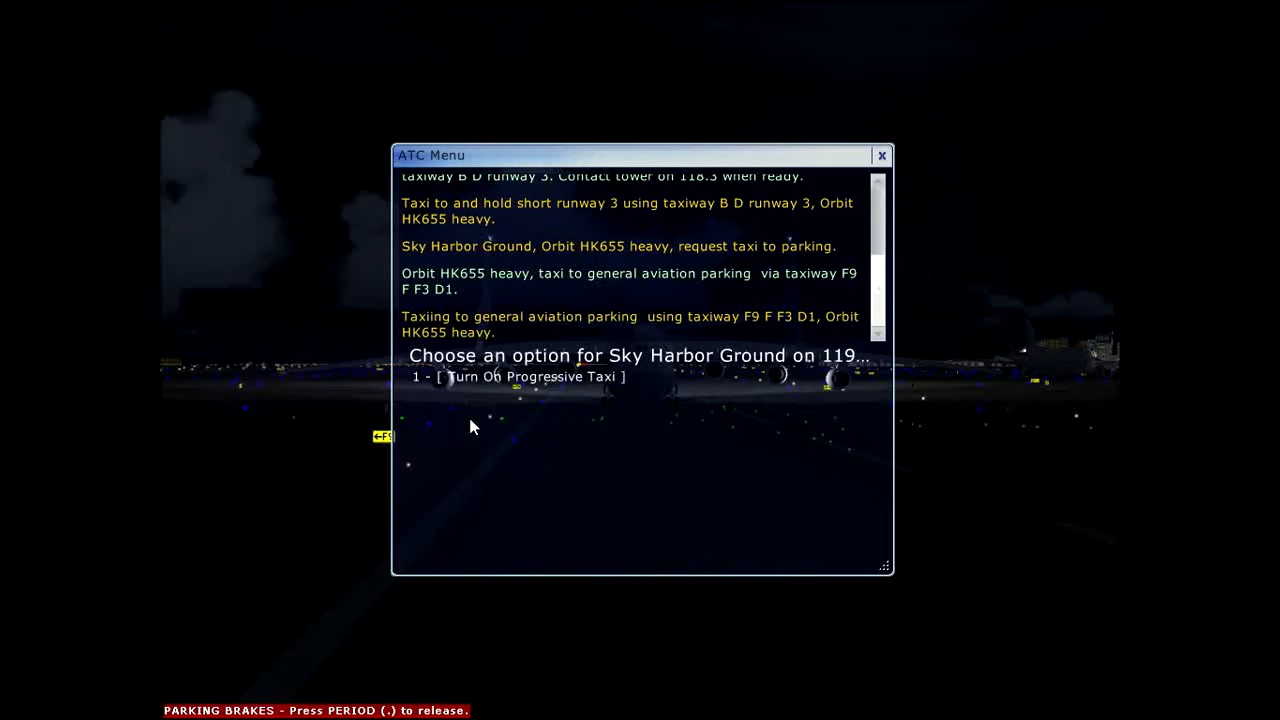 ATC Menu
x
taxiway B D runway 3. Contact tower on 118.3 when ready.
Taxi to and hold short runway 3 using taxiway B D runway 3, Orbit
HK655 heavy.
Sky Harbor Ground, Orbit HK655 heavy, request taxi to parking.
Orbit HK655 heavy, taxi to general aviation parking  via taxiway F9
F F3 D1.
Taxiing to general aviation parking  using taxiway F9 F F3 D1, Orbit
HK655 heavy.
Choose an option for Sky Harbor Ground on 119...
1 - [ Turn On Progressive Taxi ]
←F9
PARKING BRAKES - Press PERIOD (.) to release.